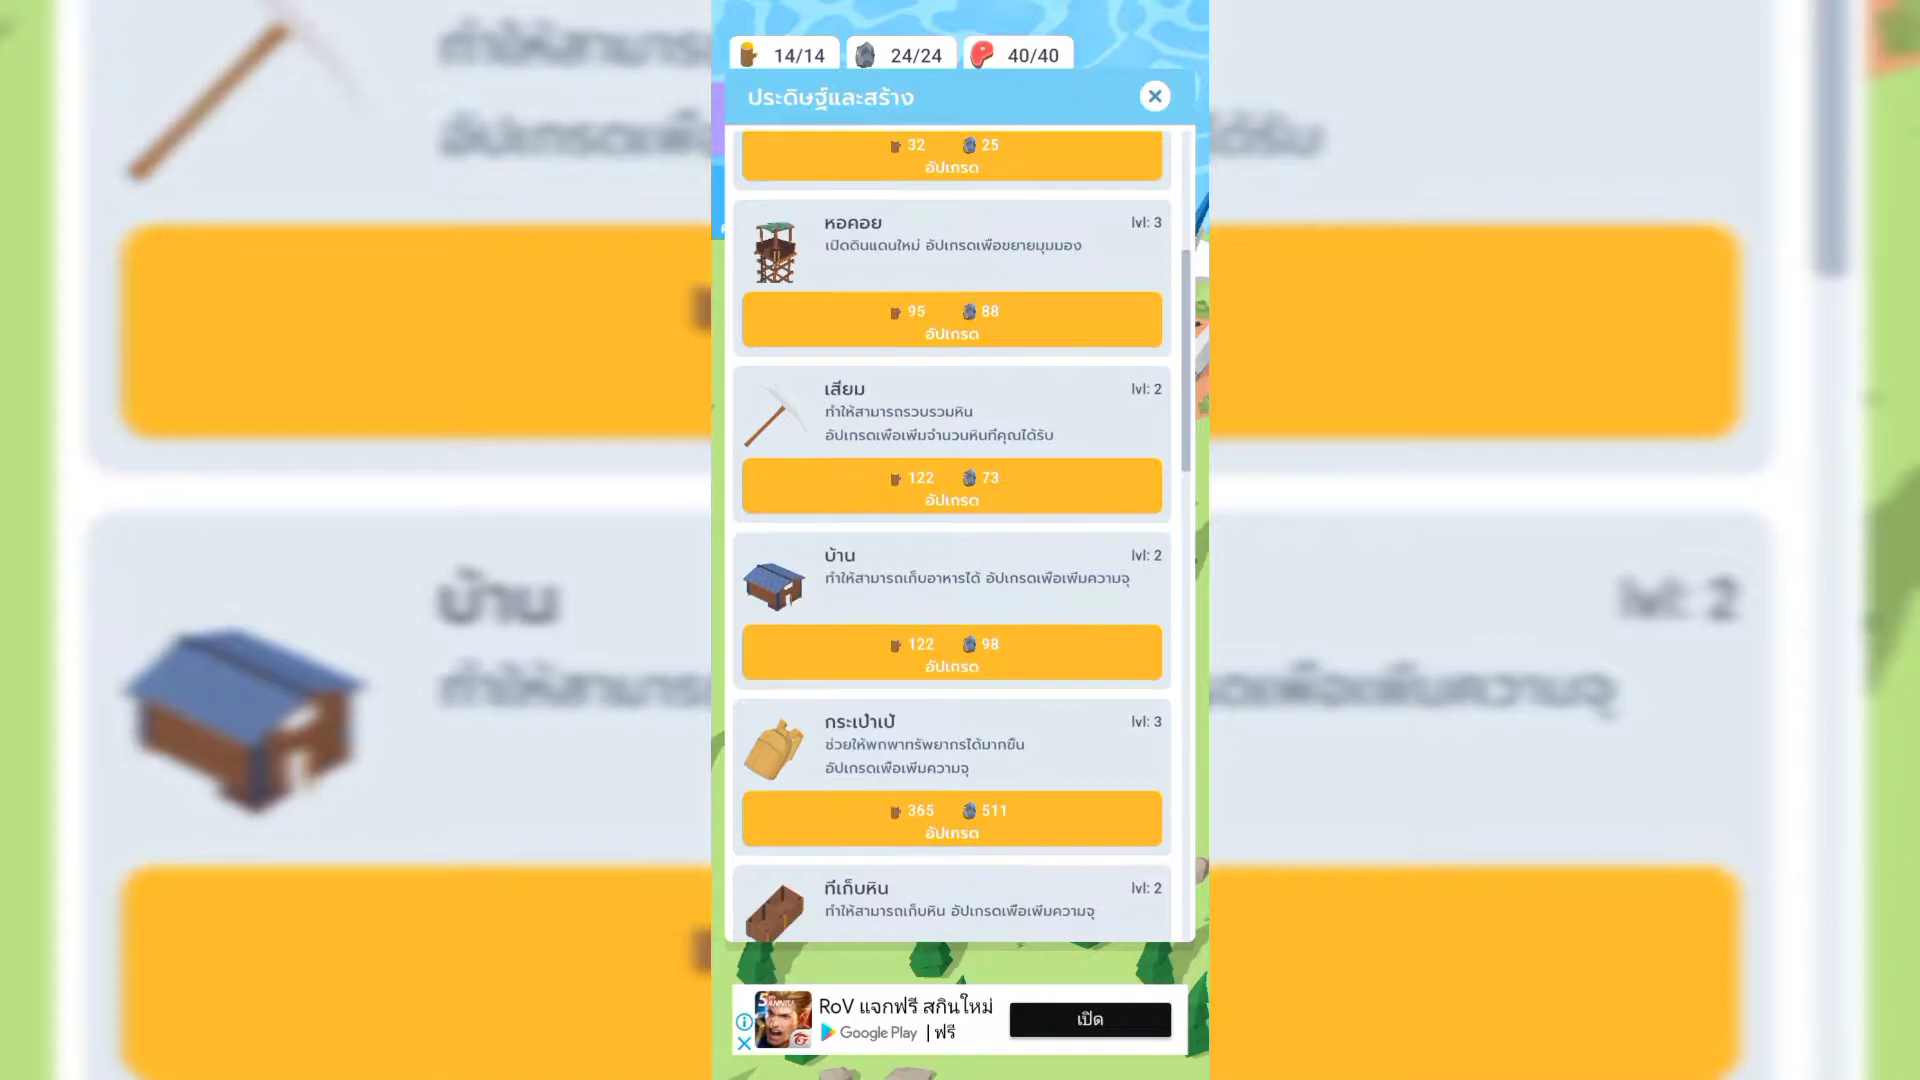 14/14 24/24 40/40
ประดิษฐ์และสร้าง
32 25
อัปเกรด
หอคอย lvl: 3
เปิดดินแดนใหม่ อัปเกรดเพื่อขยายมุมมอง
95 88
อัปเกรด
เสียม lvl: 2
ทำให้สามารถรวบรวมหิน
อัปเกรดเพื่อเพิ่มจำนวนหินที่คุณได้รับ
122 73
อัปเกรด
บ้าน lvl: 2
ทำให้สามารถเก็บอาหารได้ อัปเกรดเพื่อเพิ่มความจุ
122 98
อัปเกรด
กระเป๋าเป้ lvl: 3
ช่วยให้พกพาทรัพยากรได้มากขึ้น
อัปเกรดเพื่อเพิ่มความจุ
365 511
อัปเกรด
ที่เก็บหิน lvl: 2
ทำให้สามารถเก็บหิน อัปเกรดเพื่อเพิ่มความจุ
RoV แจกฟรี สกินใหม่
Google Play | ฟรี
เปิด